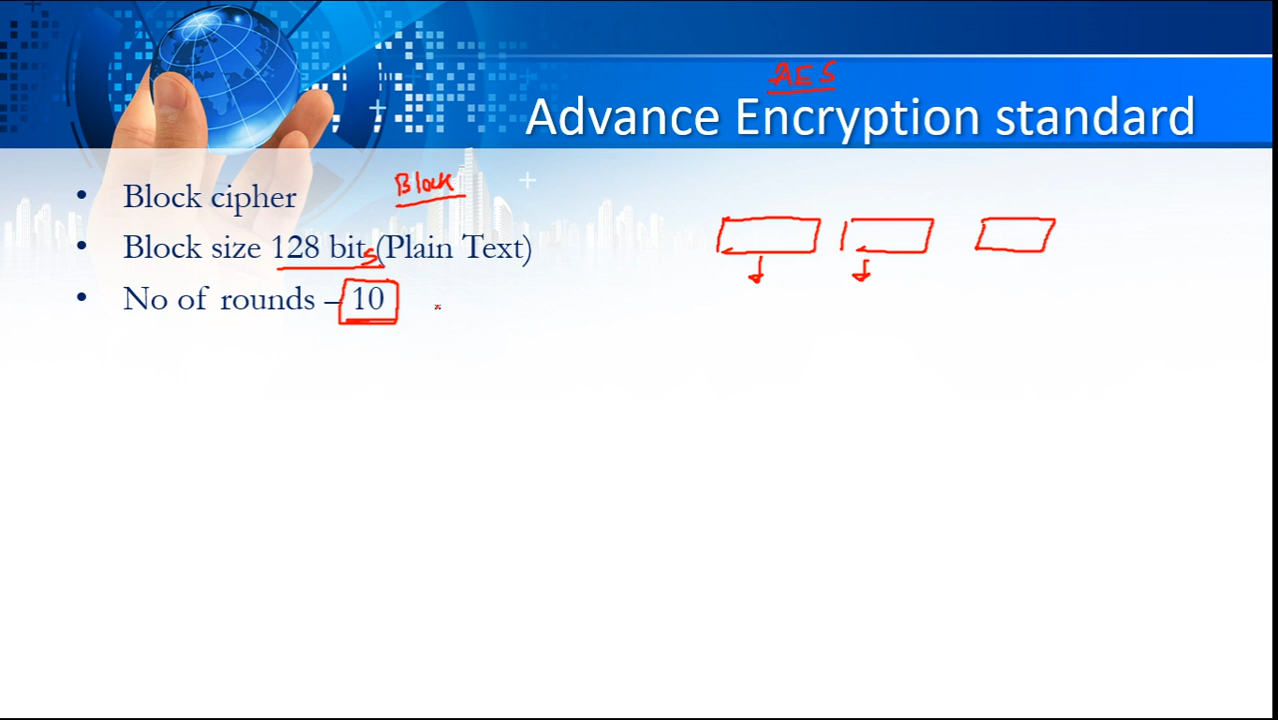 AES
Advance Encryption standard
• Block cipher
Block
• Block size 128 bits (Plain Text)
• No of rounds – 10